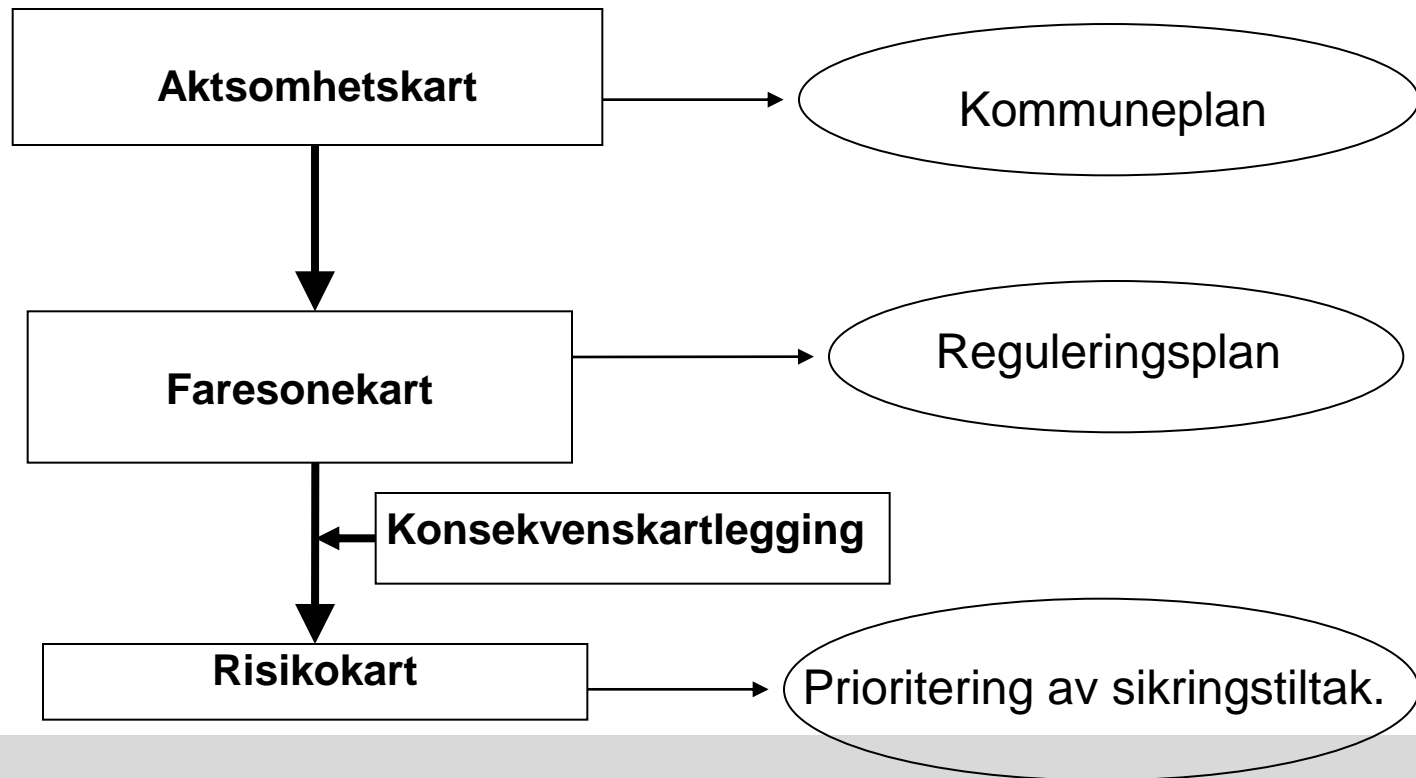 Aktsomhetskart
Kommuneplan
Faresonekart
Reguleringsplan
Konsekvenskartlegging
Risikokart
Prioritering av sikringstiltak.